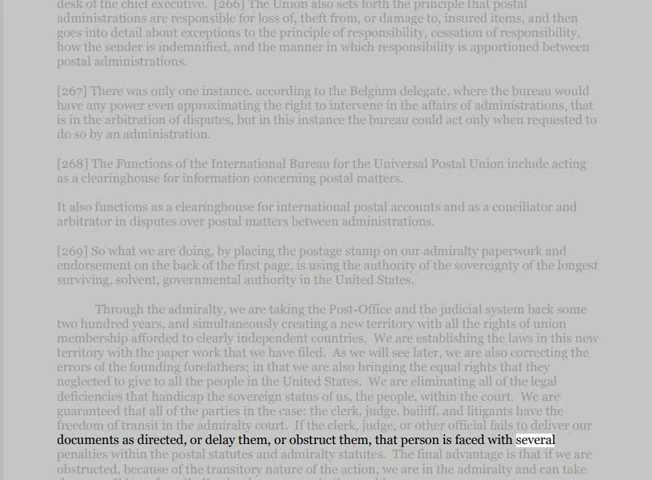 desk of the chief executive. [266] The Union also sets forth the principle that postal
administrations are responsible for loss of, theft from, or damage to, insured items, and then
goes into detail about exceptions to the principle of responsibility, cessation of responsibility,
how the sender is indemnified, and the manner in which responsibility is apportioned between
postal administrations.
[267] There was only one instance, according to the Belgium delegate, where the bureau would
have any power even approximating the right to intervene in the affairs of administrations, that
is in the arbitration of disputes, but in this instance the bureau could act only when requested to
do so by an administration.
[268] The Functions of the International Bureau for the Universal Postal Union include acting
as a clearinghouse for information concerning postal matters.
It also functions as a clearinghouse for international postal accounts and as a conciliator and
arbitrator in disputes over postal matters between administrations.
[269] So what we are doing, by placing the postage stamp on our admiralty paperwork and
endorsement on the back of the first page, is using the authority of the sovereignty of the longest
surviving, solvent, governmental authority in the United States.
Through the admiralty, we are taking the Post-Office and the judicial system back some
two hundred years, and simultaneously creating a new territory with all the rights of union
membership afforded to clearly independent countries. We are establishing the laws in this new
territory with the paper work that we have filed. As we will see later, we are also correcting the
errors of the founding forefathers; in that we are also bringing the equal rights that they
neglected to give to all the people in the United States. We are eliminating all of the legal
deficiencies that handicap the sovereign status of us, the people, within the court. We are
guaranteed that all of the parties in the case: the clerk, judge, bailiff, and litigants have the
freedom of transit in the admiralty court. If the clerk, judge, or other official fails to deliver our
documents as directed, or delay them, or obstruct them, that person is faced with several
penalties within the postal statutes and admiralty statutes. The final advantage is that if we are
obstructed, because of the transitory nature of the action, we are in the admiralty and can take